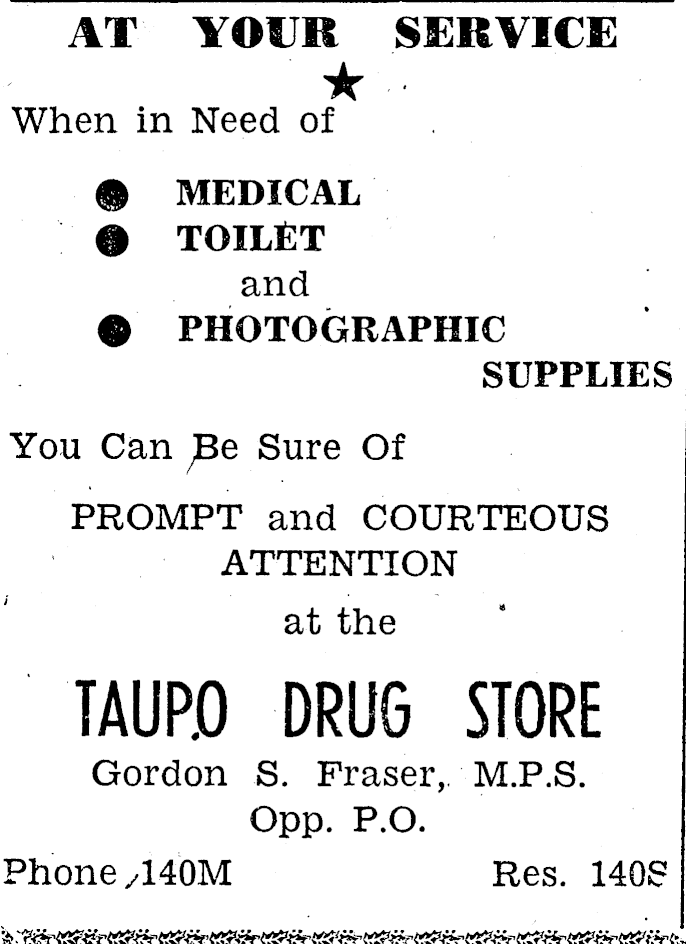 AT YOUR SERVICE
When in Need of
MEDICAL
TOILET
and
PHOTOGRAPHIC
SUPPLIES
You Can Be Sure Of
PROMPT and COURTEOUS
ATTENTION
at the
TAUPO DRUG STORE
Gordon S. Fraser, M.P.S.
Opp. P.O.
Phone 140M Res. 140S